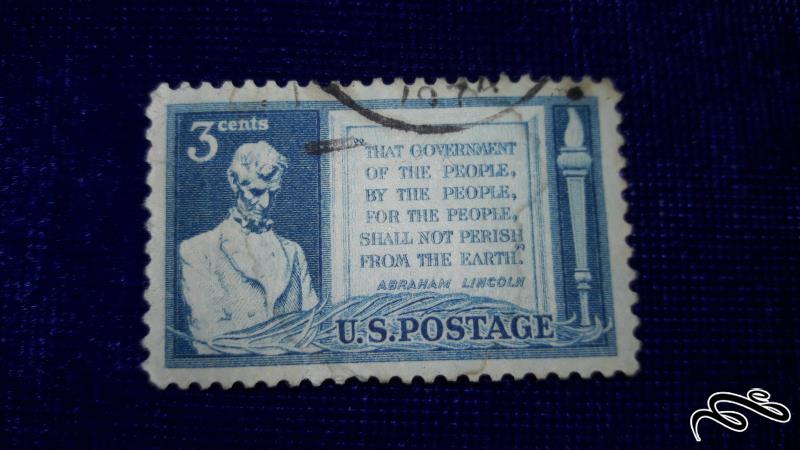 1974
3 cents
"THAT GOVERNMENT
OF THE PEOPLE,
BY THE PEOPLE,
FOR THE PEOPLE,
SHALL NOT PERISH
FROM THE EARTH."
ABRAHAM LINCOLN
U.S.POSTAGE